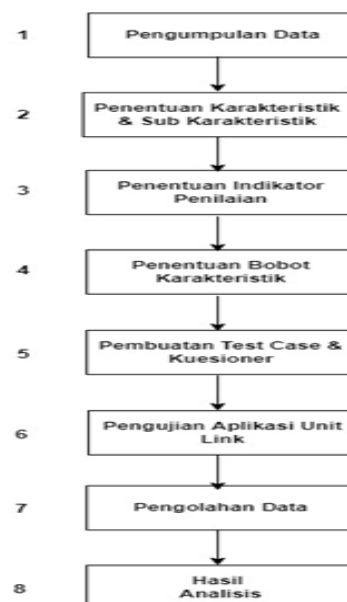 1 Pengumpulan Data
2 Penentuan Karakteristik
& Sub Karakteristik
3 Penentuan Indikator
Penilaian
4 Penentuan Bobot
Karakteristik
5 Pembuatan Test Case &
Kuesioner
6 Pengujian Aplikasi Unit
Link
7 Pengolahan Data
8 Hasil
Analisis